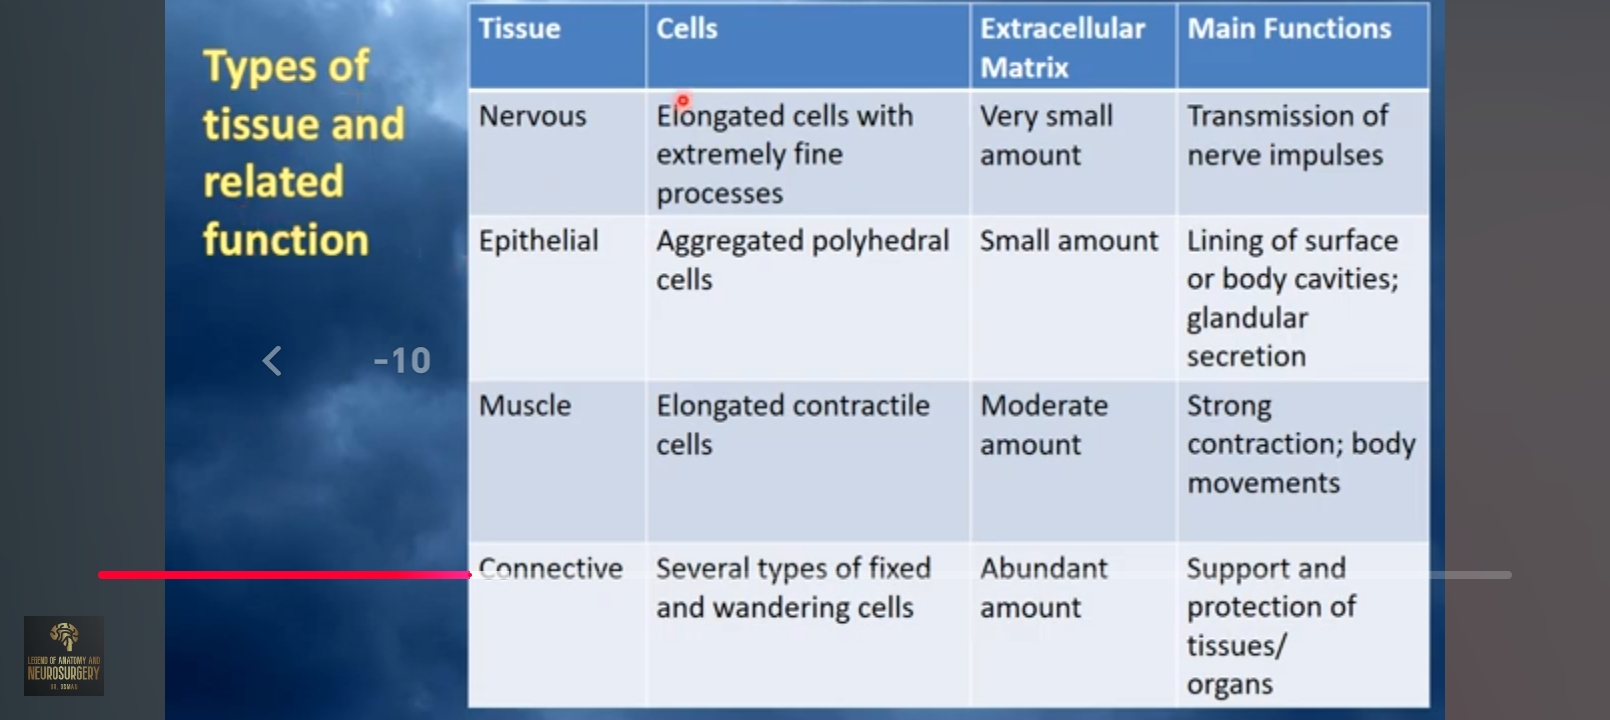 Types of
tissue and
related
function
Tissue
Cells
Extracellular
Matrix
Main Functions
Nervous
Elongated cells with
extremely fine
processes
Very small
amount
Transmission of
nerve impulses
Epithelial
Aggregated polyhedral
cells
Small amount
Lining of surface
or body cavities;
glandular
secretion
Muscle
Elongated contractile
cells
Moderate
amount
Strong
contraction; body
movements
Connective
Several types of fixed
and wandering cells
Abundant
amount
Support and
protection of
tissues/
organs
-10
LEGEND OF ANATOMY AND
NEUROSURGERY